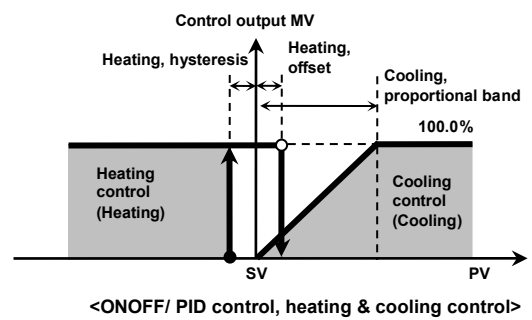 Control output MV
Heating, hysteresis
Heating,
offset
Cooling,
proportional band
100.0%
Heating
control
(Heating)
Cooling
control
(Cooling)
SV
PV
<ONOFF/ PID control, heating & cooling control>